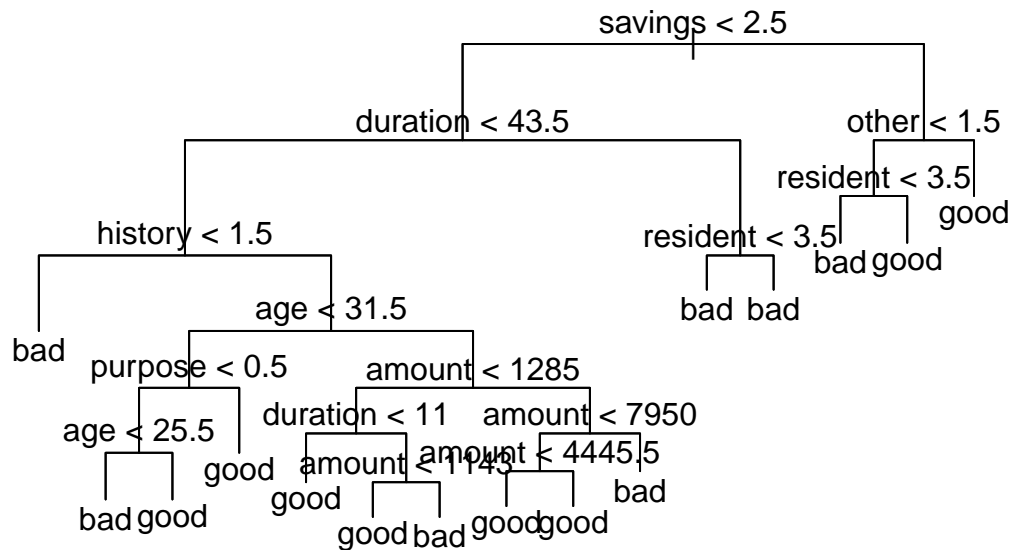 savings < 2.5
duration < 43.5
other < 1.5
resident < 3.5
good
history < 1.5
resident < 3.5
bad
good
bad
bad
age < 31.5
bad
purpose < 0.5
amount < 1285
duration < 11
amount < 7950
age < 25.5
amount < 4445.5
good
amount < 1143
good
bad
bad
good
good
bad
good
good